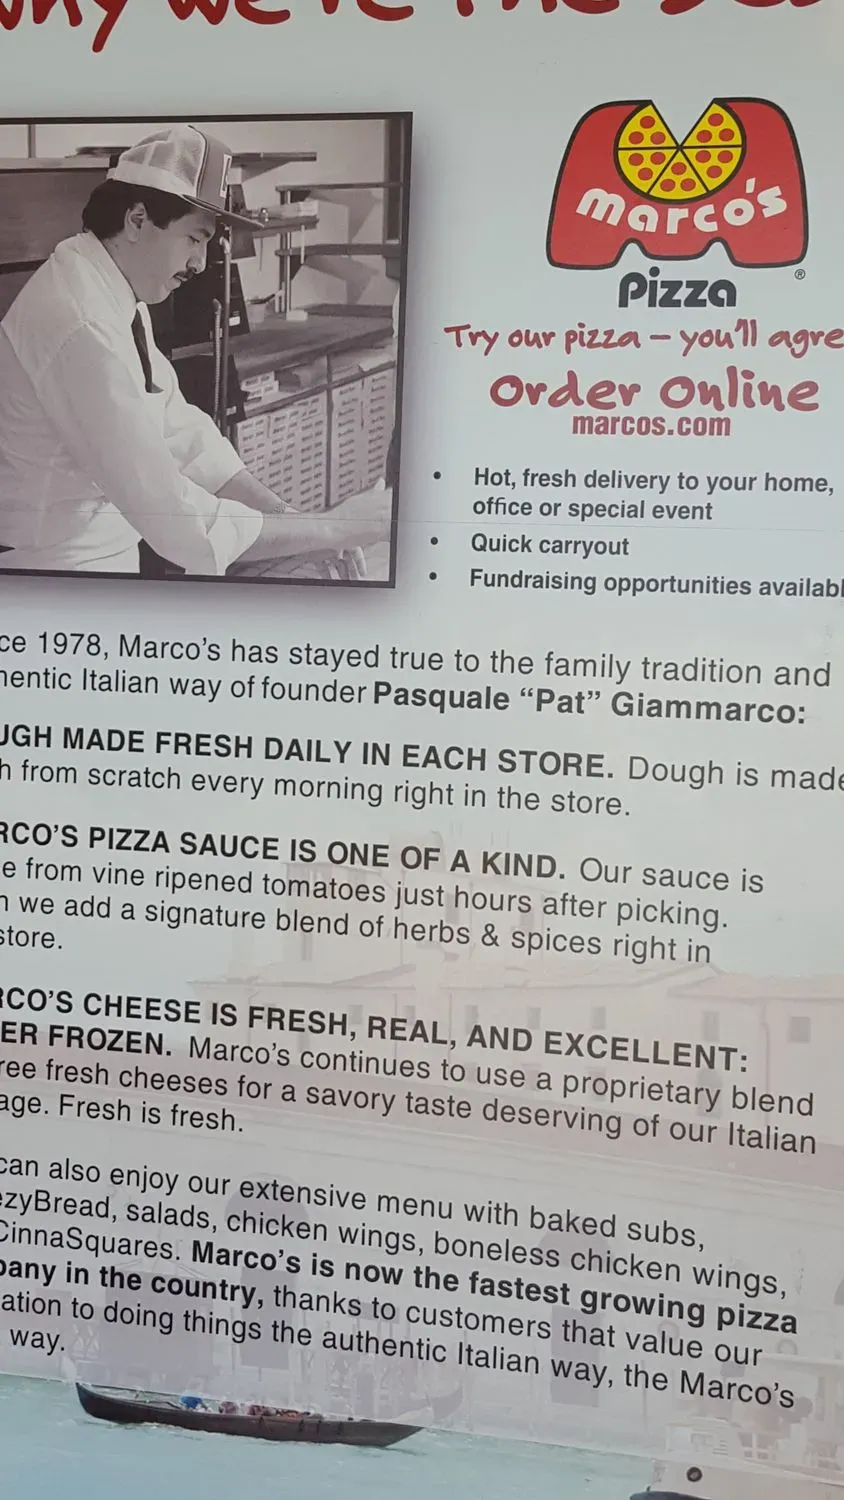 why we're the
marco's
Pizza
®
Try our pizza – you'll agre
Order Online
marcos.com
• Hot, fresh delivery to your home,
office or special event
• Quick carryout
• Fundraising opportunities availabl
ce 1978, Marco's has stayed true to the family tradition and
hentic Italian way of founder Pasquale “Pat” Giammarco:
UGH MADE FRESH DAILY IN EACH STORE. Dough is made
h from scratch every morning right in the store.
RCO'S PIZZA SAUCE IS ONE OF A KIND. Our sauce is
e from vine ripened tomatoes just hours after picking.
n we add a signature blend of herbs & spices right in
store.
RCO'S CHEESE IS FRESH, REAL, AND EXCELLENT:
ER FROZEN. Marco's continues to use a proprietary blend
ree fresh cheeses for a savory taste deserving of our Italian
age. Fresh is fresh.
can also enjoy our extensive menu with baked subs,
zyBread, salads, chicken wings, boneless chicken wings,
CinnaSquares. Marco's is now the fastest growing pizza
pany in the country, thanks to customers that value our
ation to doing things the authentic Italian way, the Marco's
way.